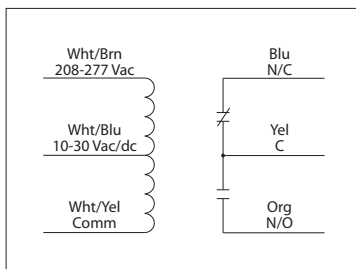 Wht/Brn
208-277 Vac
Wht/Blu
10-30 Vac/dc
Wht/Yel
Comm
Blu
N/C
Yel
C
Org
N/O